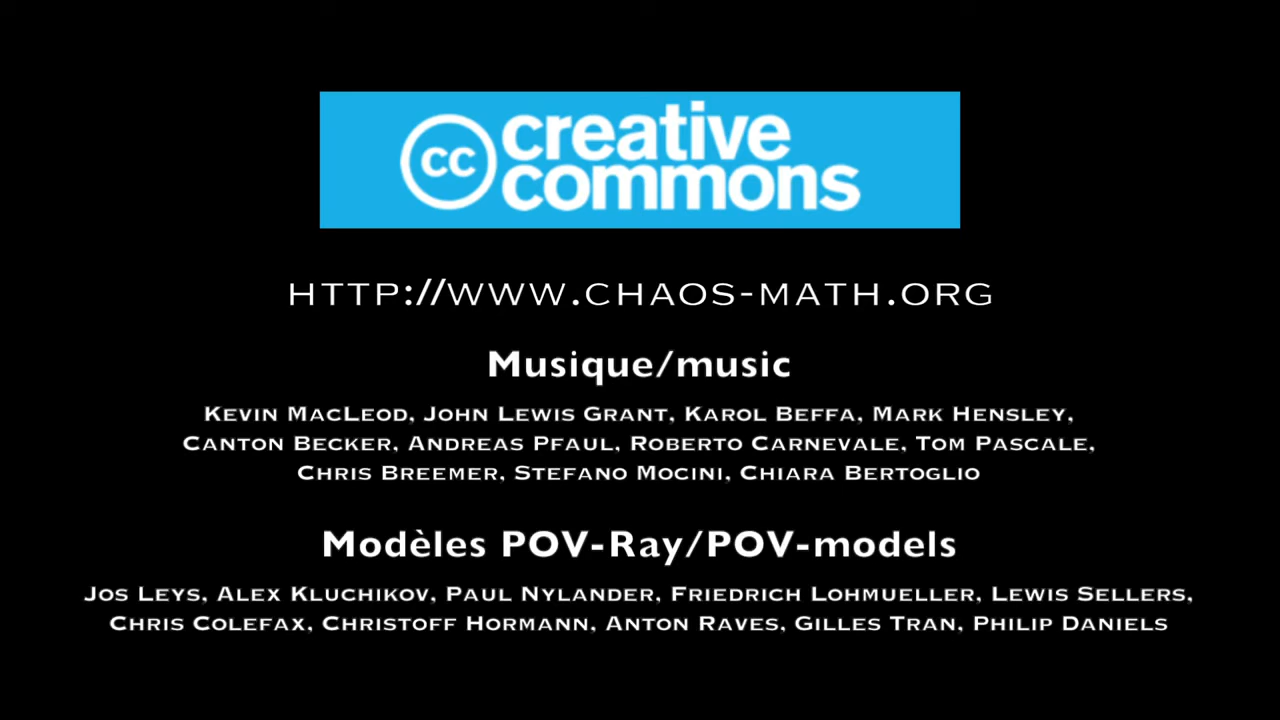 cc creative
commons
HTTP://WWW.CHAOS-MATH.ORG
Musique/music
KEVIN MACLEOD, JOHN LEWIS GRANT, KAROL BEFFA, MARK HENSLEY,
CANTON BECKER, ANDREAS PFAUL, ROBERTO CARNEVALE, TOM PASCALE,
CHRIS BREEMER, STEFANO MOCINI, CHIARA BERTOGLIO
Modèles POV-Ray/POV-models
JOS LEYS, ALEX KLUCHIKOV, PAUL NYLANDER, FRIEDRICH LOHMUELLER, LEWIS SELLERS,
CHRIS COLEFAX, CHRISTOFF HORMANN, ANTON RAVES, GILLES TRAN, PHILIP DANIELS